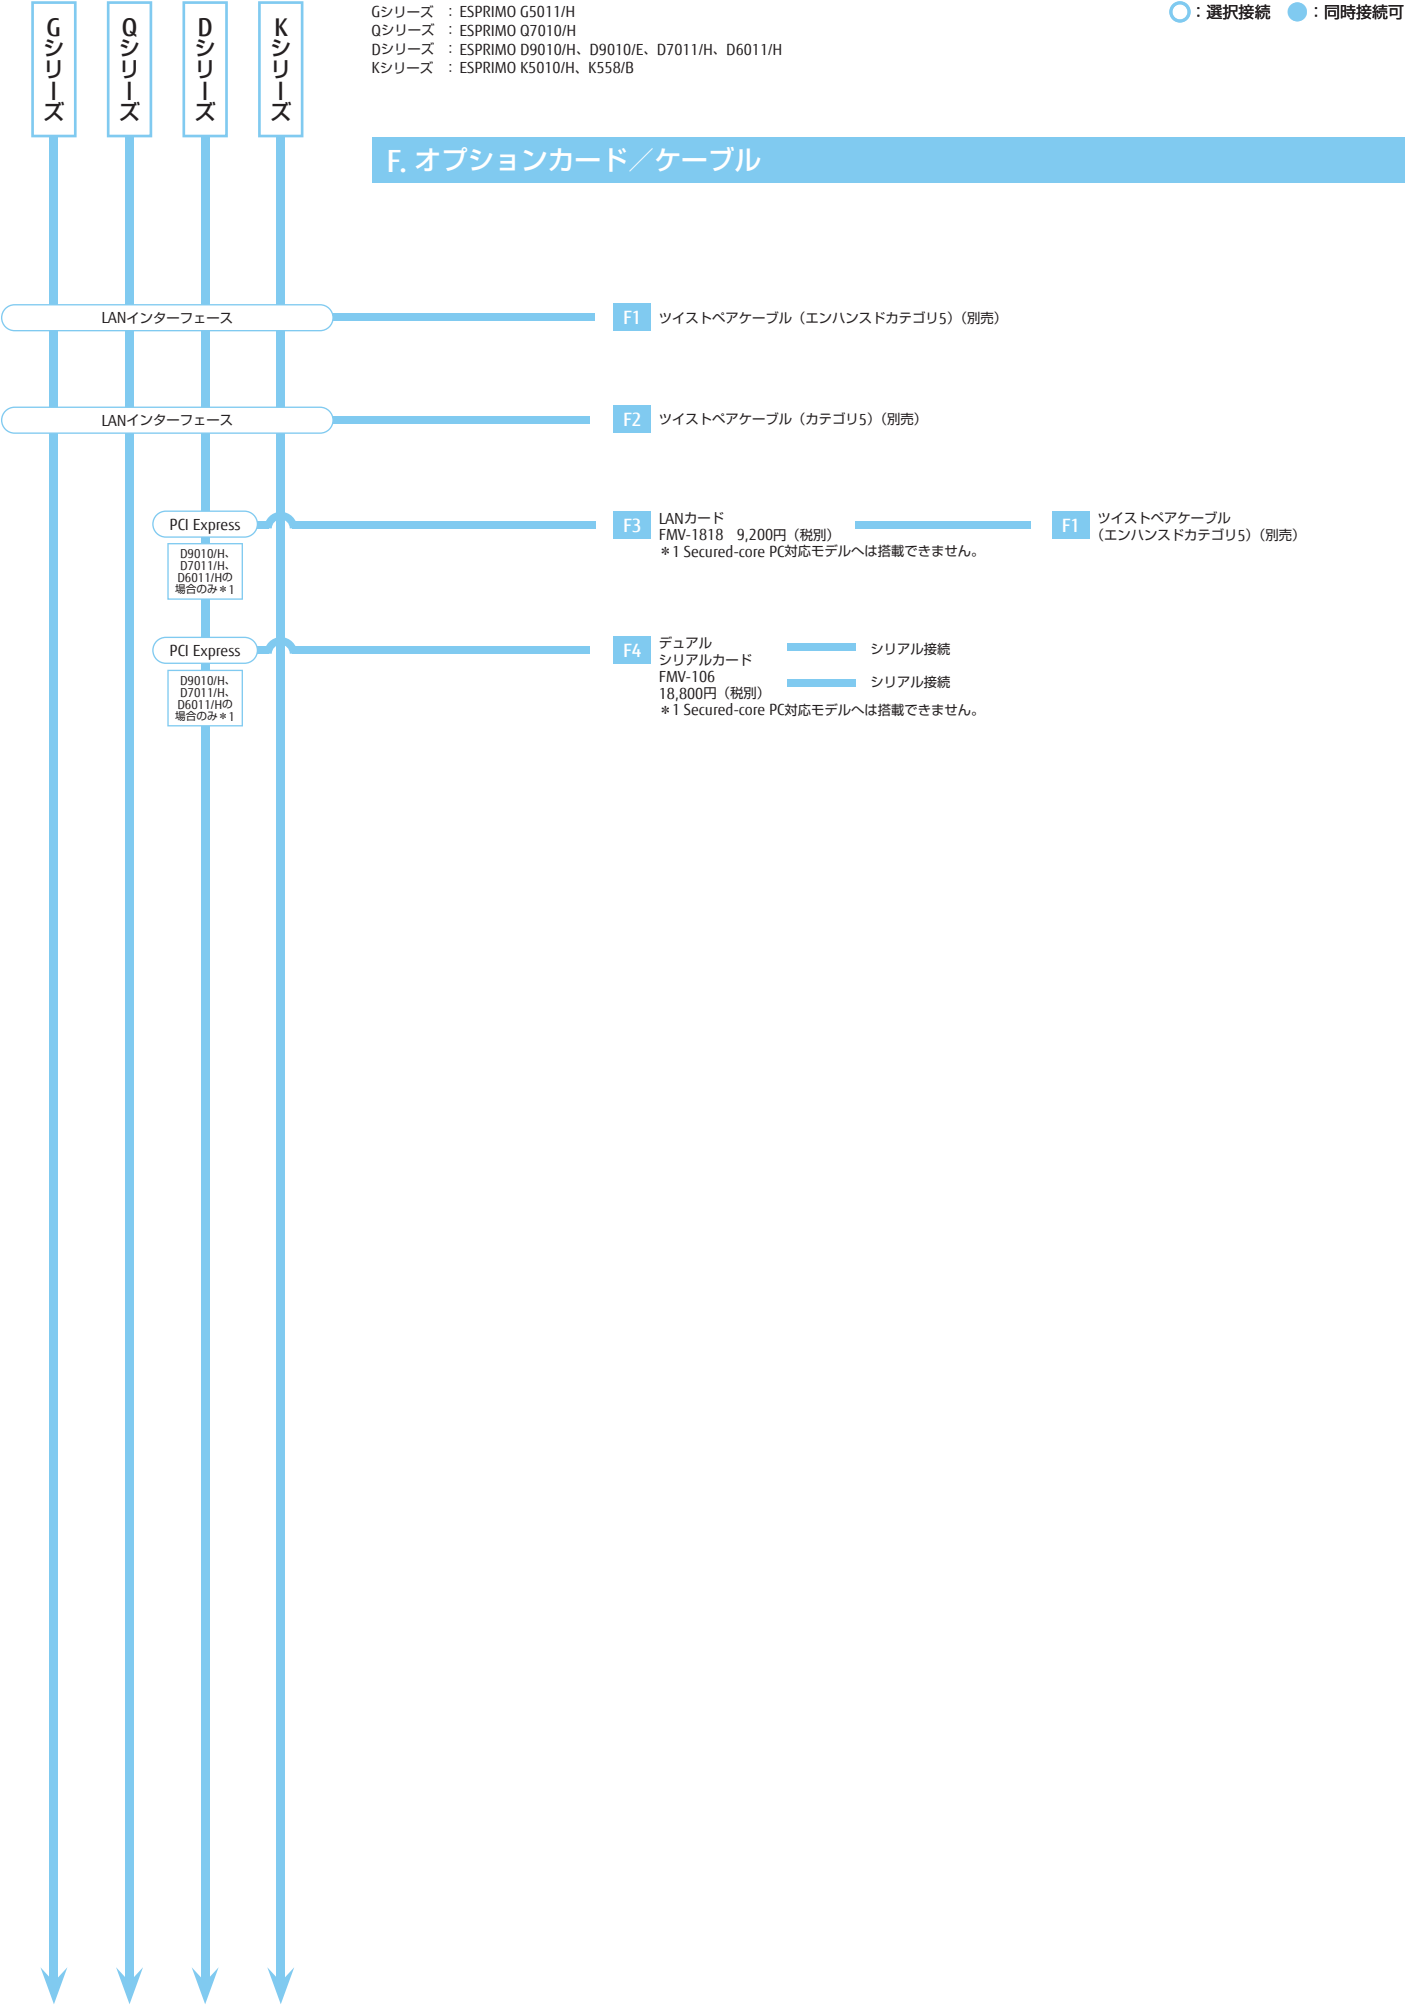 Gシリーズ
Qシリーズ
Dシリーズ
Kシリーズ
Gシリーズ ：ESPRIMO G5011/H
Qシリーズ ：ESPRIMO Q7010/H
Dシリーズ ：ESPRIMO D9010/H、D9010/E、D7011/H、D6011/H
Kシリーズ ：ESPRIMO K5010/H、K558/B
：選択接続 ：同時接続可
F. オプションカード／ケーブル
LANインターフェース
F1 ツイストペアケーブル（エンハンスドカテゴリ5）（別売）
LANインターフェース
F2 ツイストペアケーブル（カテゴリ5）（別売）
PCI Express
D9010/H、
D7011/H、
D6011/Hの
場合のみ＊1
F3 LANカード
FMV-1818 9,200円（税別）
＊1 Secured-core PC対応モデルへは搭載できません。
F1 ツイストペアケーブル
（エンハンスドカテゴリ5）（別売）
PCI Express
D9010/H、
D7011/H、
D6011/Hの
場合のみ＊1
F4 デュアル
シリアルカード
FMV-106
18,800円（税別）
＊1 Secured-core PC対応モデルへは搭載できません。
シリアル接続
シリアル接続